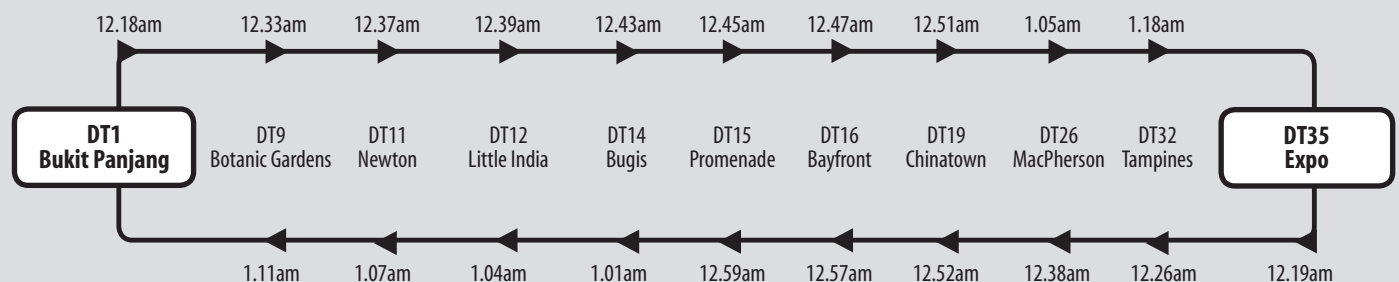 12.18am 12.33am 12.37am 12.39am 12.43am 12.45am 12.47am 12.51am 1.05am 1.18am
DT1 DT9 DT11 DT12 DT14 DT15 DT16 DT19 DT26 DT32 DT35
Bukit Panjang Botanic Gardens Newton Little India Bugis Promenade Bayfront Chinatown MacPherson Tampines Expo
1.11am 1.07am 1.04am 1.01am 12.59am 12.57am 12.52am 12.38am 12.26am 12.19am